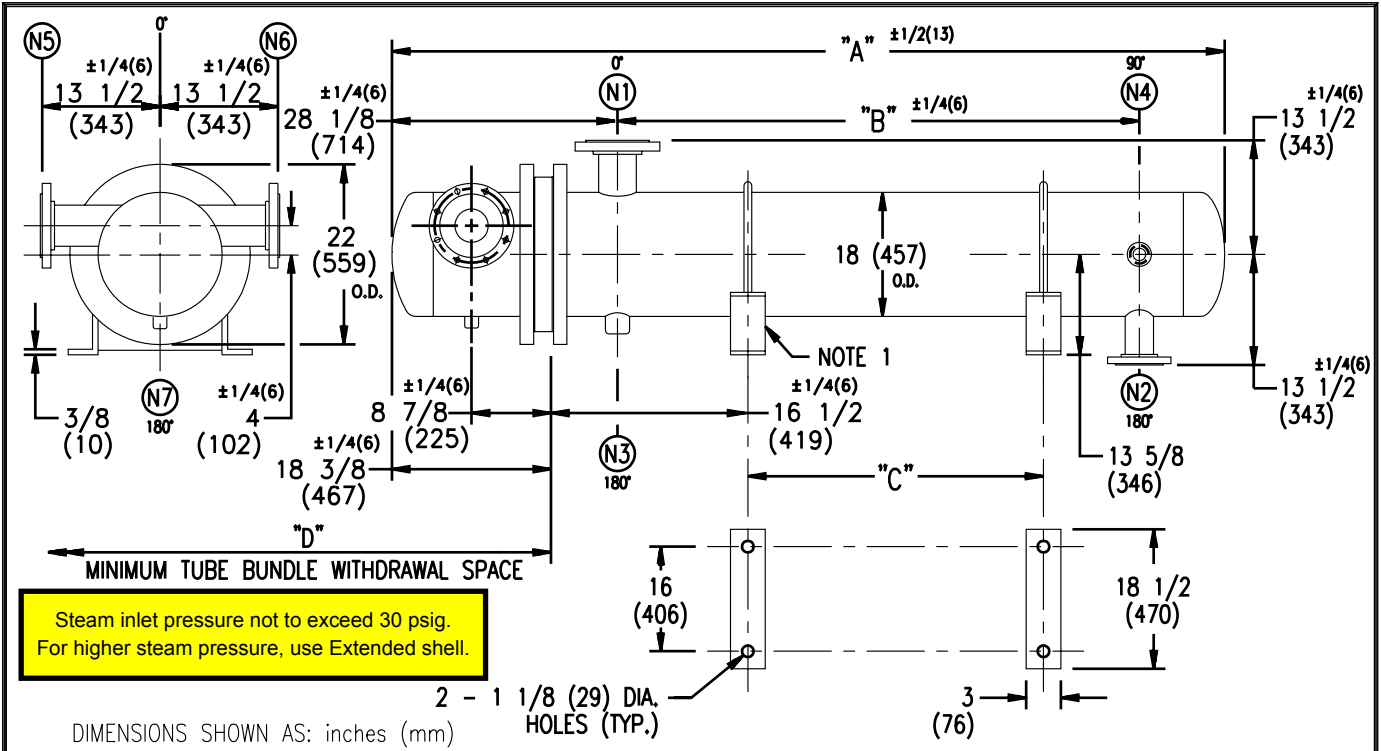 N5
0°
N6
±1/4(6)
±1/4(6)
13 1/2
(343)
13 1/2
(343)
"A" ±1/2(13)
±1/4(6)
28 1/8
(714)
0°
N1
"B" ±1/4(6)
90°
N4
±1/4(6)
13 1/2
(343)
22
(559)
O.D.
18 (457)
O.D.
NOTE 1
3/8
(10)
N7
180°
±1/4(6)
4
(102)
±1/4(6)
8 7/8
(225)
±1/4(6)
16 1/2
(419)
N2
180°
±1/4(6)
13 1/2
(343)
±1/4(6)
18 3/8
(467)
N3
180°
13 5/8
(346)
"C"
"D"
MINIMUM TUBE BUNDLE WITHDRAWAL SPACE
16
(406)
18 1/2
(470)
Steam inlet pressure not to exceed 30 psig.
For higher steam pressure, use Extended shell.
2 - 1 1/8 (29) DIA.
HOLES (TYP.)
3
(76)
DIMENSIONS SHOWN AS: inches (mm)